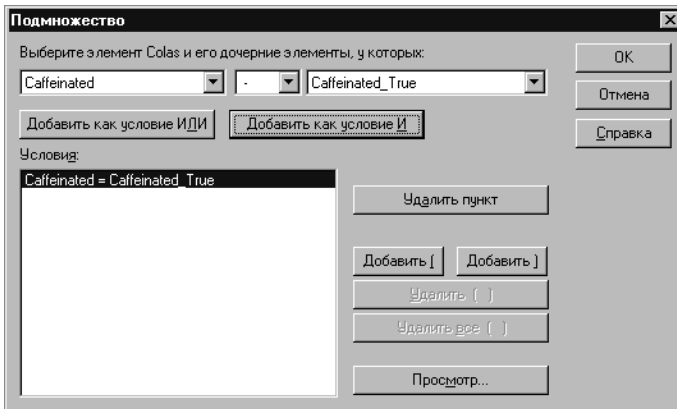 Подмножество
Выберите элемент Colas и его дочерние элементы, у которых:
Caffeinated - Caffeinated_True
OK
Отмена
Справка
Добавить как условие ИЛИ Добавить как условие И
Условия:
Caffeinated = Caffeinated_True
Удалить пункт
Добавить ( Добавить )
Удалить ( )
Удалить все ( )
Просмотр...